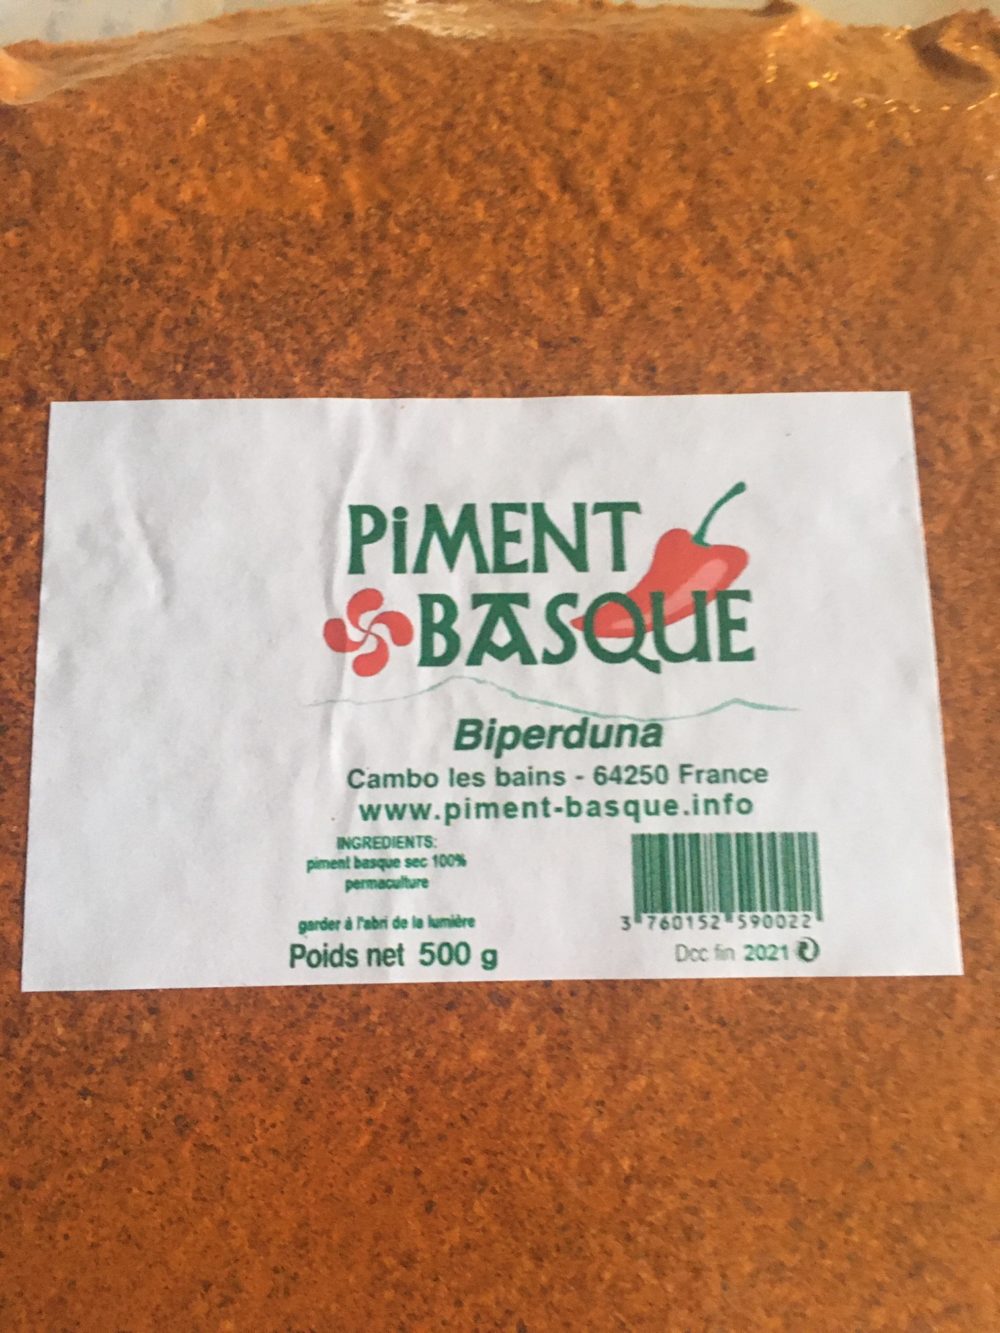 PiMENT
BASQUE
Biperduna
Cambo les bains - 64250 France
www.piment-basque.info
INGREDIENTS:
piment basque sec 100%
permaculture
garder à l'abri de la lumière
Poids net 500 g
3 760152 590022
Dcc fin 2021